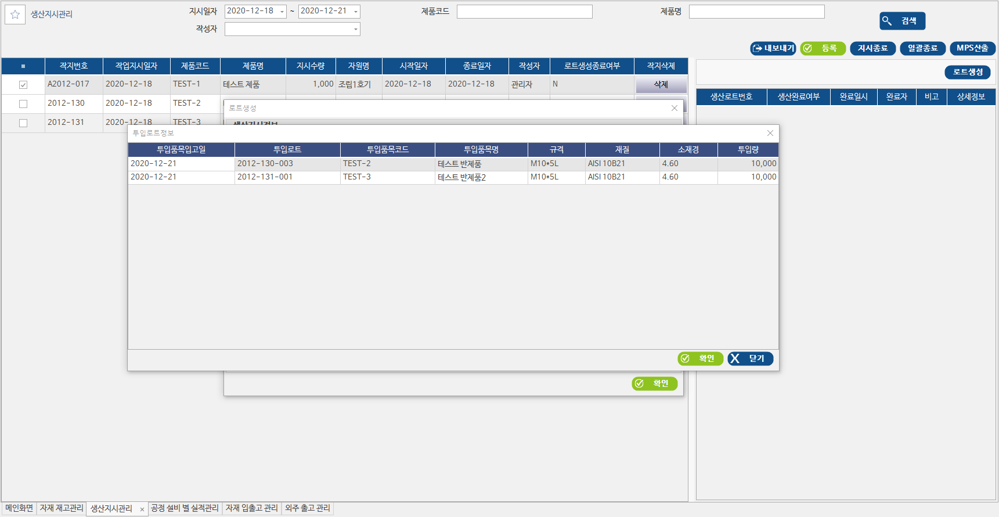 생산지시관리
지시일자 2020-12-18 ~ 2020-12-21 제품코드 제품명
작성자
검색
내보내기 등록 지시종료 일괄종료 MPS산출
작지번호 작업지시일자 제품코드 제품명 지시수량 자원명 시작일자 종료일자 작성자 로트생성종료여부 작지삭제
A2012-017 2020-12-18 TEST-1 테스트 제품 1,000 조립1호기 2020-12-18 2020-12-18 관리자 N 삭제
2012-130 2020-12-18 TEST-2
2012-131 2020-12-18 TEST-3
로트생성
생산로트번호 생산완료여부 완료일시 완료자 비고 상세정보
로트생성
생산지시정보
투입로트정보
투입품목입고일 투입로트 투입품목코드 투입품목명 규격 재질 소재경 투입량
2020-12-21 2012-130-003 TEST-2 테스트 반제품 M10*5L AISI 10B21 4.60 10,000
2020-12-21 2012-131-001 TEST-3 테스트 반제품2 M10*5L AISI 10B21 4.60 10,000
확인 닫기
확인
메인화면 자재 재고관리 생산지시관리 공정 설비 별 실적관리 자재 입출고 관리 외주 출고 관리